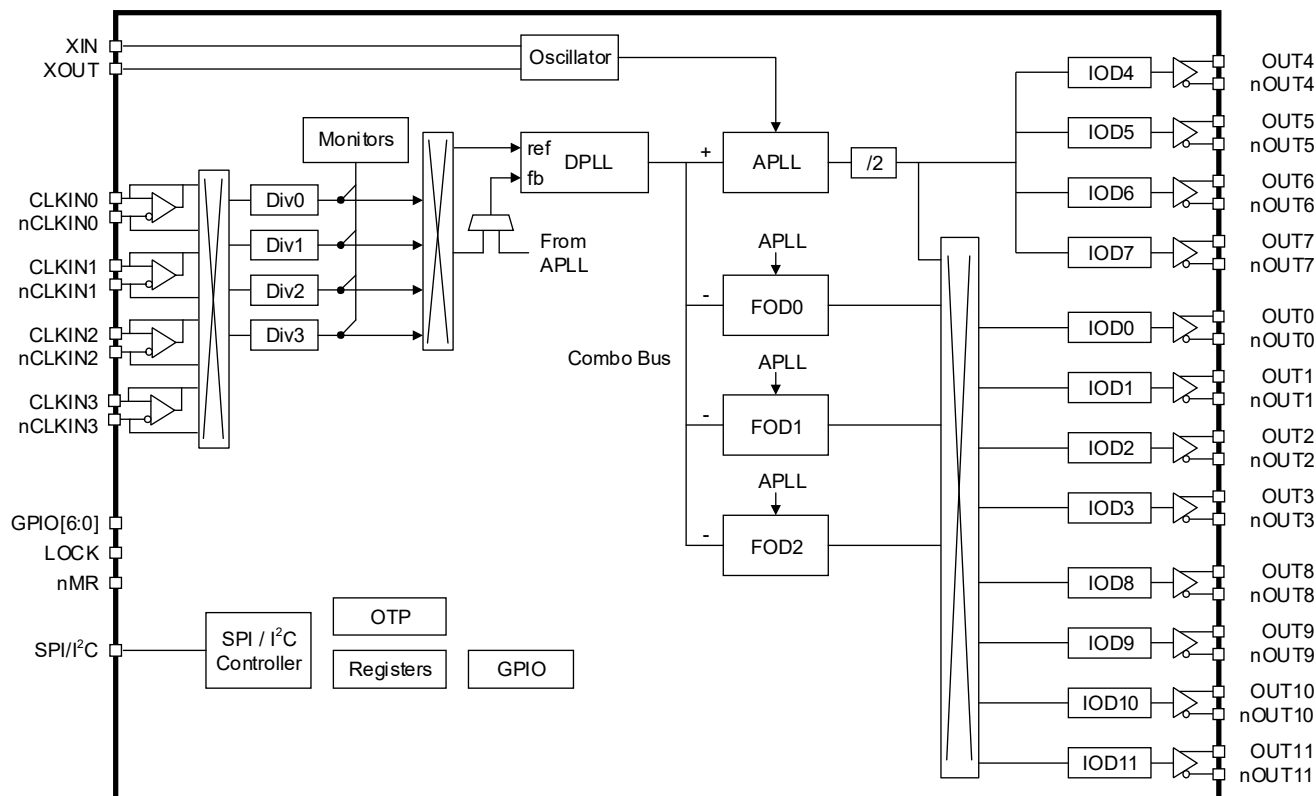 XIN
XOUT
Oscillator
Monitors
CLKIN0
nCLKIN0
CLKIN1
nCLKIN1
CLKIN2
nCLKIN2
CLKIN3
nCLKIN3
Div0
Div1
Div2
Div3
ref
fb
DPLL
From
APLL
Combo Bus
+
APLL
/2
APLL
-
FOD0
APLL
-
FOD1
APLL
-
FOD2
IOD4
IOD5
IOD6
IOD7
IOD0
IOD1
IOD2
IOD3
IOD8
IOD9
IOD10
IOD11
OUT4
nOUT4
OUT5
nOUT5
OUT6
nOUT6
OUT7
nOUT7
OUT0
nOUT0
OUT1
nOUT1
OUT2
nOUT2
OUT3
nOUT3
OUT8
nOUT8
OUT9
nOUT9
OUT10
nOUT10
OUT11
nOUT11
GPIO[6:0]
LOCK
nMR
SPI/I²C
SPI / I²C
Controller
OTP
Registers
GPIO